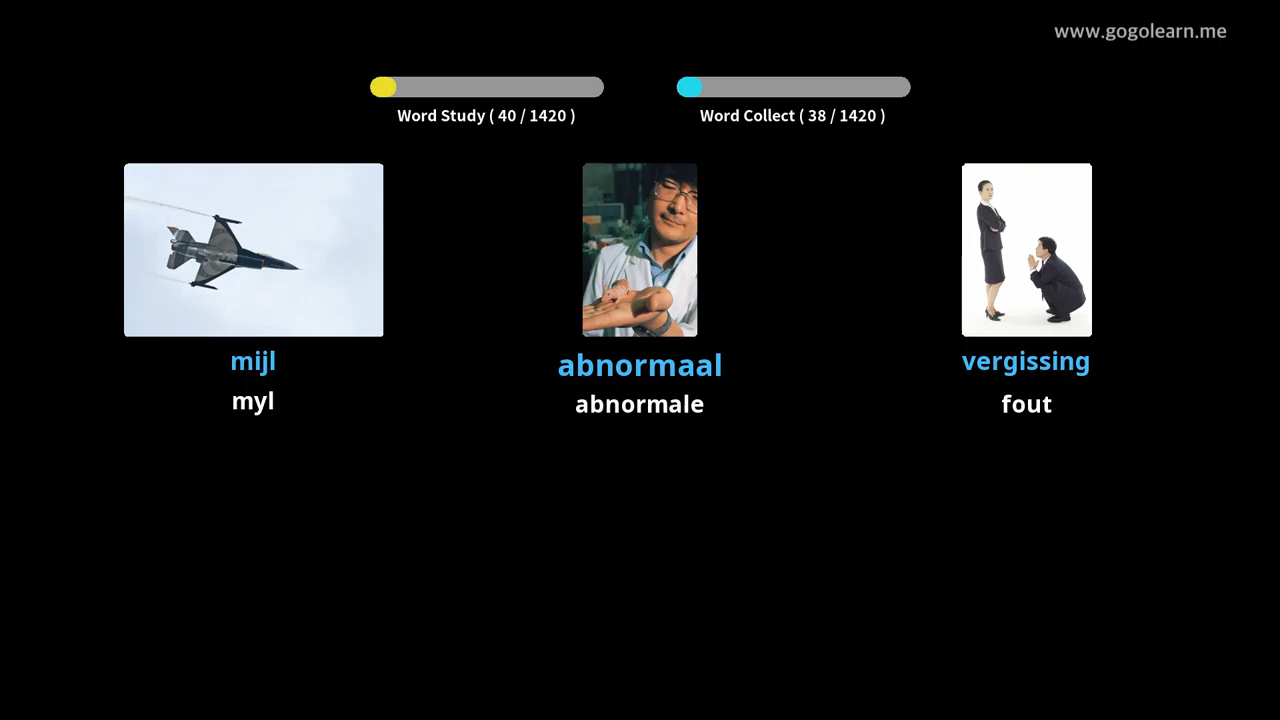 www.gogolearn.me
Word Study ( 40 / 1420 )
Word Collect ( 38 / 1420 )
mijl
myl
abnormaal
abnormale
vergissing
fout